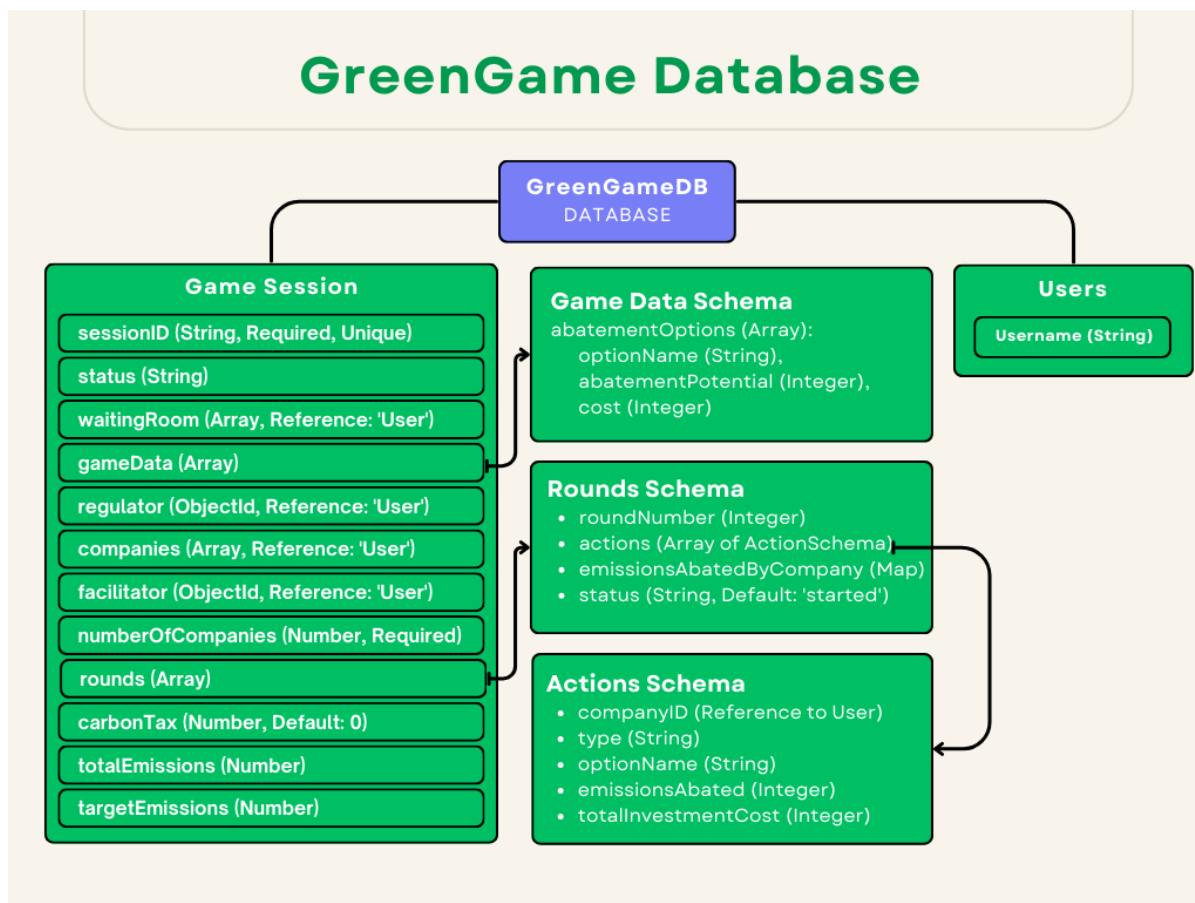 GreenGame Database
GreenGameDB
DATABASE
Game Session
sessionID (String, Required, Unique)
status (String)
waitingRoom (Array, Reference: 'User')
gameData (Array)
regulator (ObjectId, Reference: 'User')
companies (Array, Reference: 'User')
facilitator (ObjectId, Reference: 'User')
numberOfCompanies (Number, Required)
rounds (Array)
carbonTax (Number, Default: 0)
totalEmissions (Number)
targetEmissions (Number)
Game Data Schema
abatementOptions (Array):
optionName (String),
abatementPotential (Integer),
cost (Integer)
Rounds Schema
• roundNumber (Integer)
• actions (Array of ActionSchema)
• emissionsAbatedByCompany (Map)
• status (String, Default: 'started')
Actions Schema
• companyID (Reference to User)
• type (String)
• optionName (String)
• emissionsAbated (Integer)
• totalInvestmentCost (Integer)
Users
Username (String)